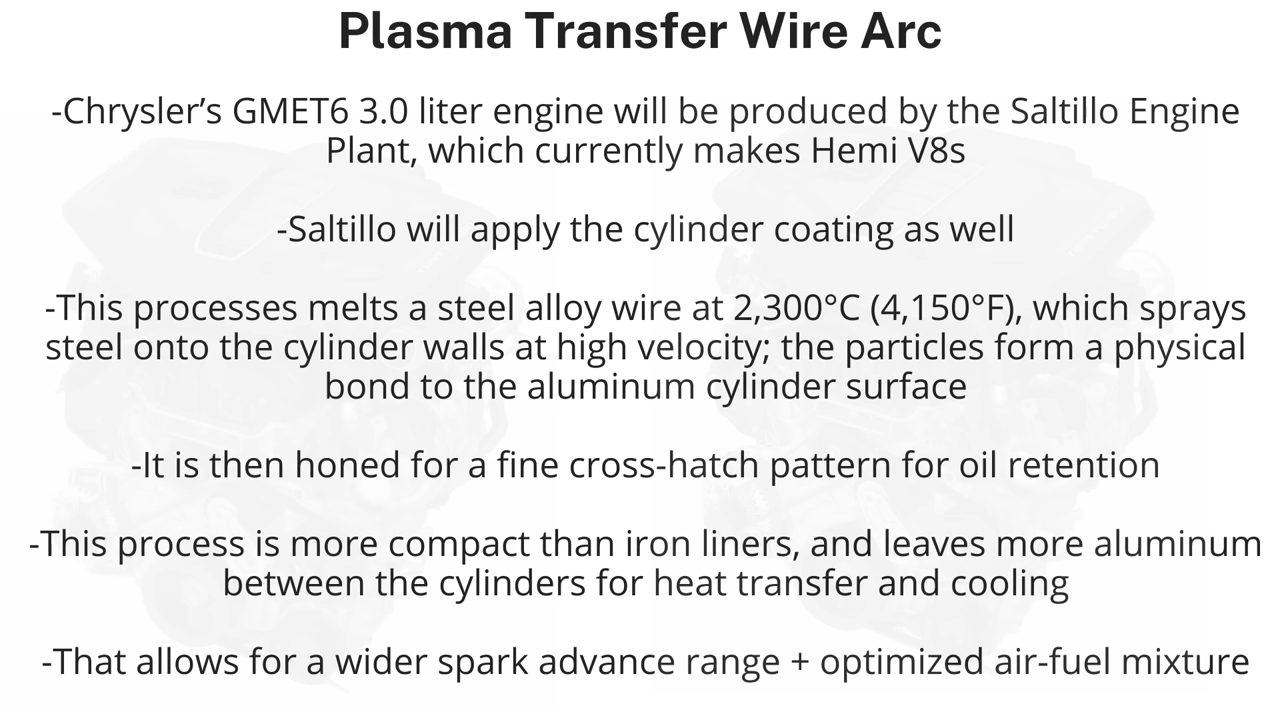 Plasma Transfer Wire Arc
-Chrysler’s GMET6 3.0 liter engine will be produced by the Saltillo Engine
Plant, which currently makes Hemi V8s
-Saltillo will apply the cylinder coating as well
-This processes melts a steel alloy wire at 2,300°C (4,150°F), which sprays
steel onto the cylinder walls at high velocity; the particles form a physical
bond to the aluminum cylinder surface
-It is then honed for a fine cross-hatch pattern for oil retention
-This process is more compact than iron liners, and leaves more aluminum
between the cylinders for heat transfer and cooling
-That allows for a wider spark advance range + optimized air-fuel mixture